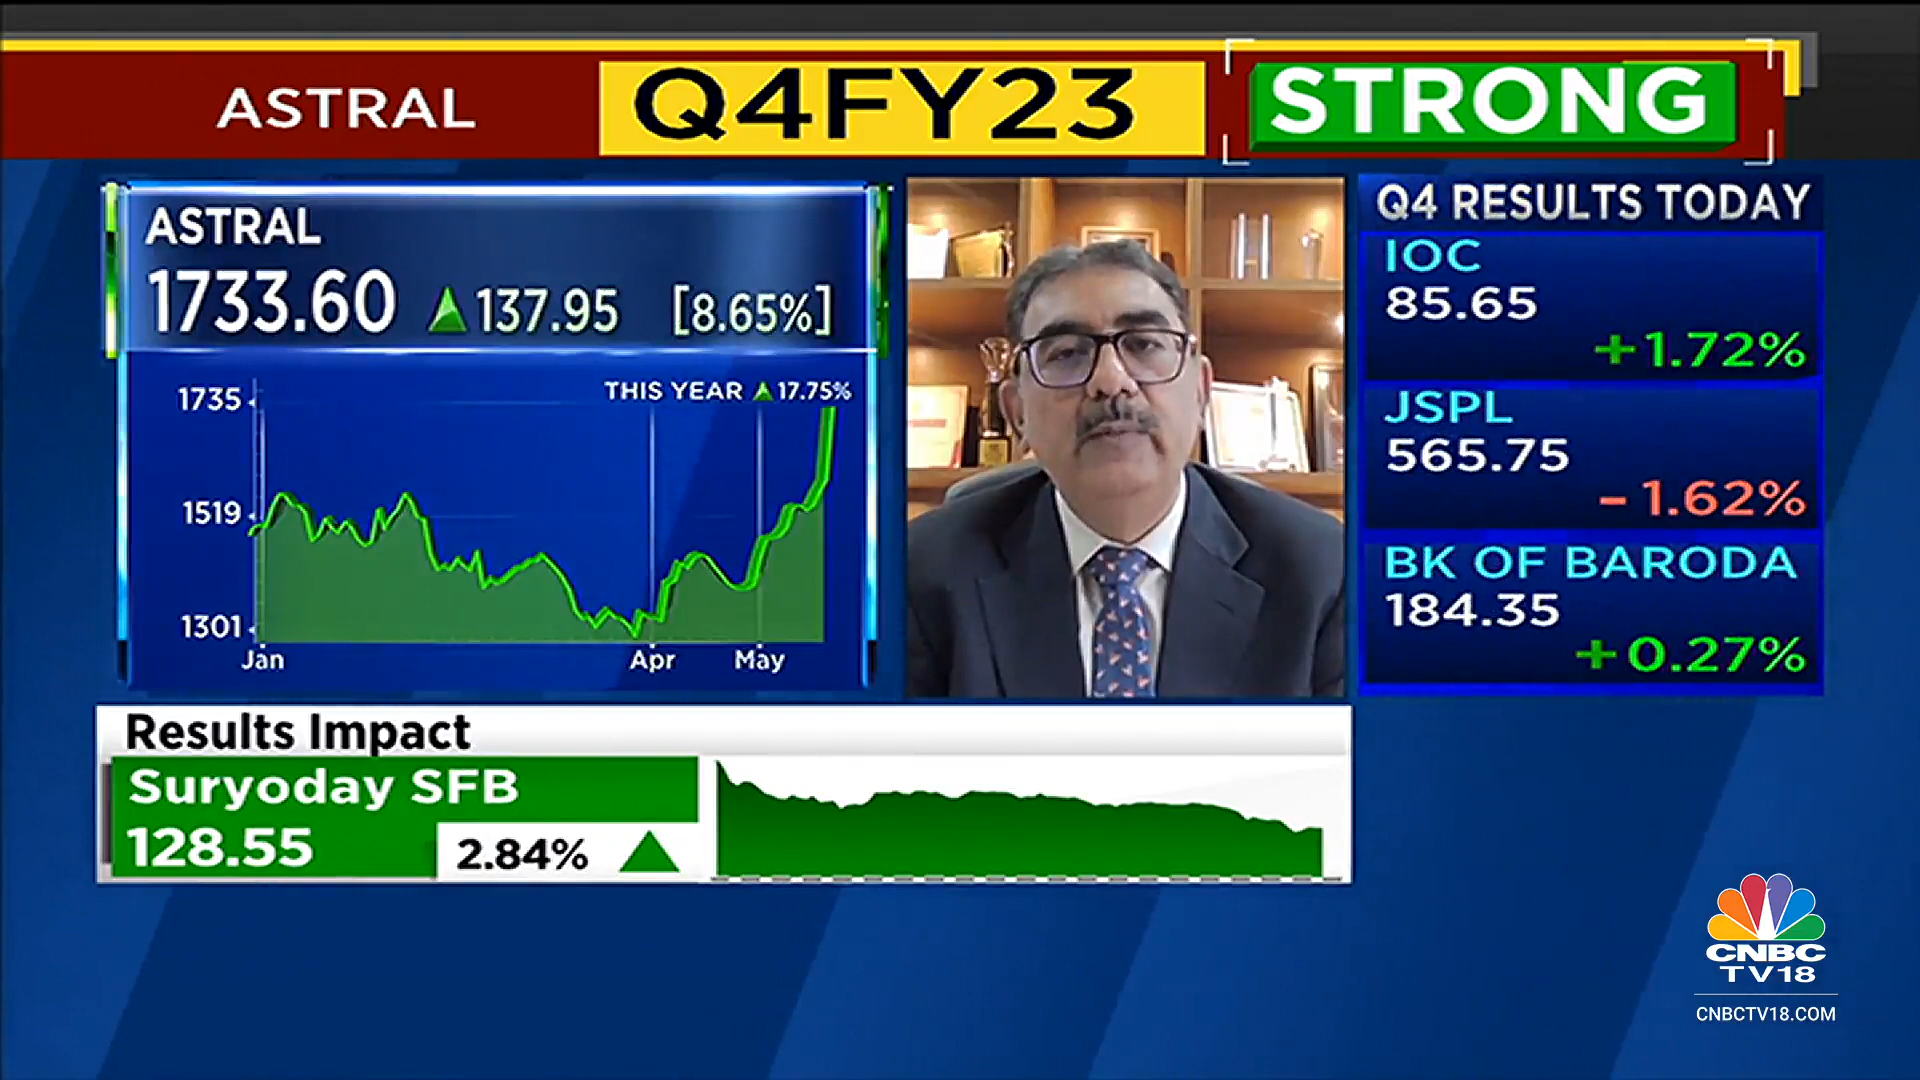 ASTRAL Q4FY23 STRONG
ASTRAL
1733.60 ▲ 137.95 [8.65%]
THIS YEAR ▲ 17.75%
1735
1519
1301
Jan Apr May
Q4 RESULTS TODAY
IOC
85.65
+1.72%
JSPL
565.75
-1.62%
BK OF BARODA
184.35
+0.27%
Results Impact
Suryoday SFB
128.55 2.84% ▲
CNBC
TV18
CNBCTV18.COM